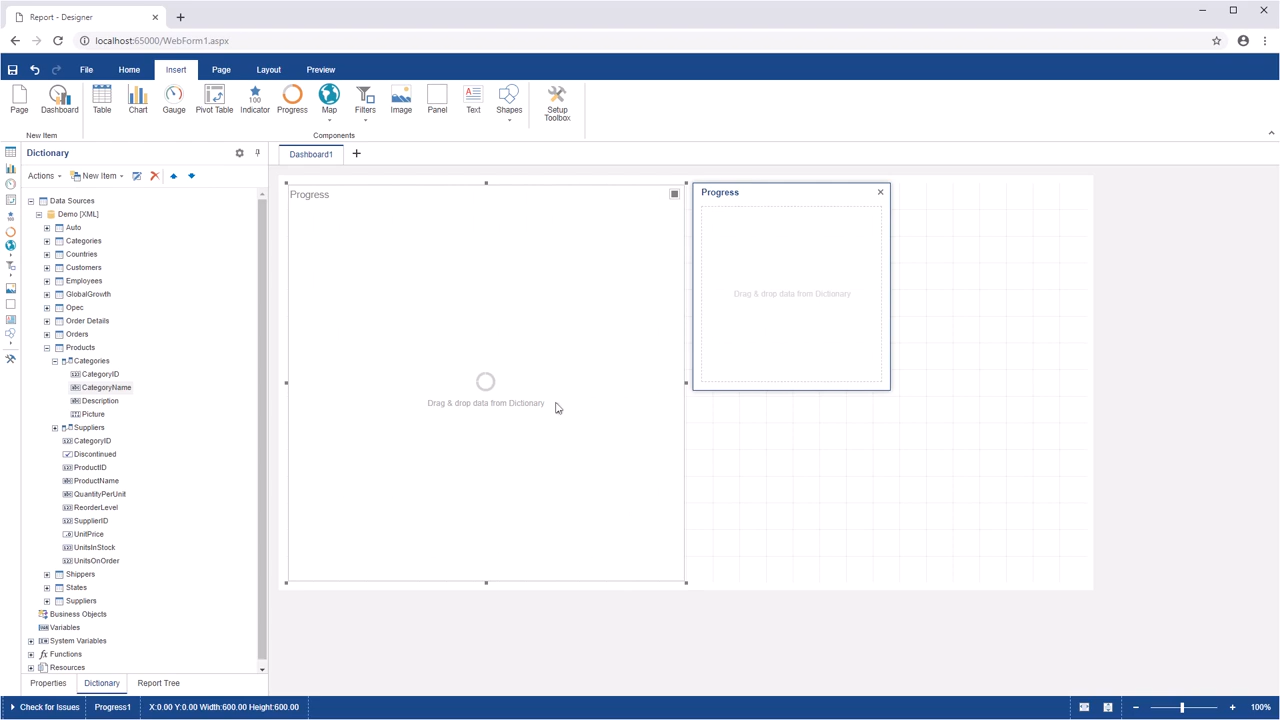 Report - Designer
localhost:65000/WebForm1.aspx
File Home Insert Page Layout Preview
Page Dashboard Table Chart Gauge Pivot Table 100 Indicator Progress Map Filters Image Panel Text Shapes Setup Toolbox
New Item Components
Dictionary
Dashboard1
Actions New Item
Data Sources
Demo [XML]
Auto
Categories
Countries
Customers
Employees
GlobalGrowth
Opec
Order Details
Orders
Products
Categories
CategoryID
CategoryName
Description
Picture
Suppliers
CategoryID
Discontinued
ProductID
ProductName
QuantityPerUnit
ReorderLevel
SupplierID
UnitPrice
UnitsInStock
UnitsOnOrder
Shippers
States
Suppliers
Business Objects
Variables
System Variables
fx Functions
Resources
Properties Dictionary Report Tree
Progress
Drag & drop data from Dictionary
Progress
Drag & drop data from Dictionary
Check for Issues Progress1 X:0.00 Y:0.00 Width:600.00 Height:600.00 100%